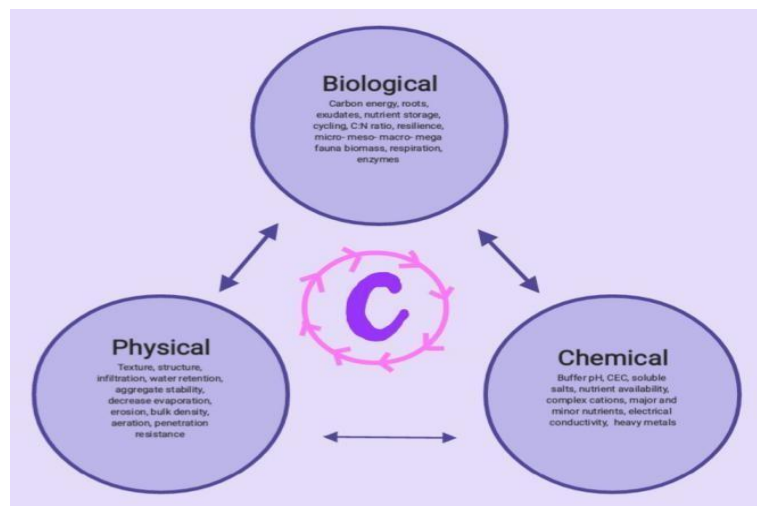 Biological
Carbon energy, roots,
exudates, nutrient storage,
cycling, C:N ratio, resilience,
micro- meso- macro- mega
fauna biomass, respiration,
enzymes
C
Physical
Texture, structure,
infiltration, water retention,
aggregate stability,
decrease evaporation,
erosion, bulk density,
aeration, penetration
resistance
Chemical
Buffer pH, CEC, soluble
salts, nutrient availability,
complex cations, major and
minor nutrients, electrical
conductivity, heavy metals